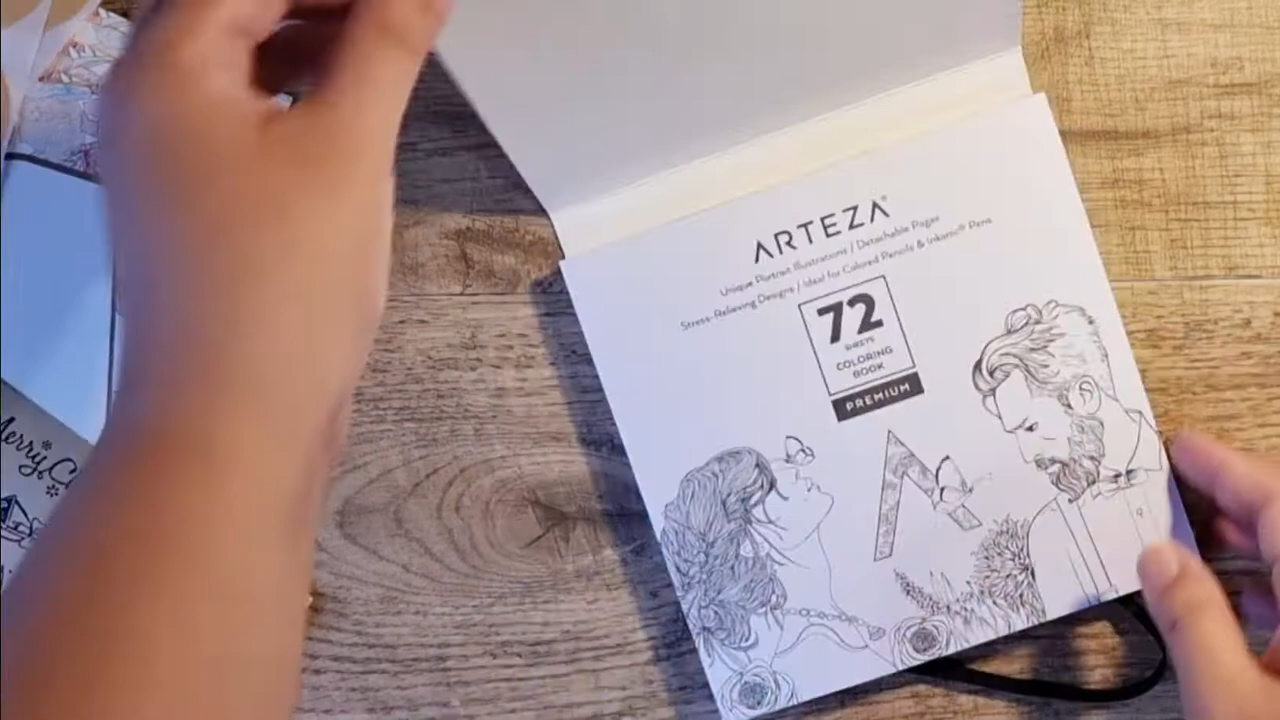 ARTEZA®
Unique Portrait Illustrations / Detachable Pages
Stress-Relieving Designs / Ideal for Colored Pencils & Inkonic® Pens
72
SHEETS
COLORING
BOOK
PREMIUM
A
Merry C